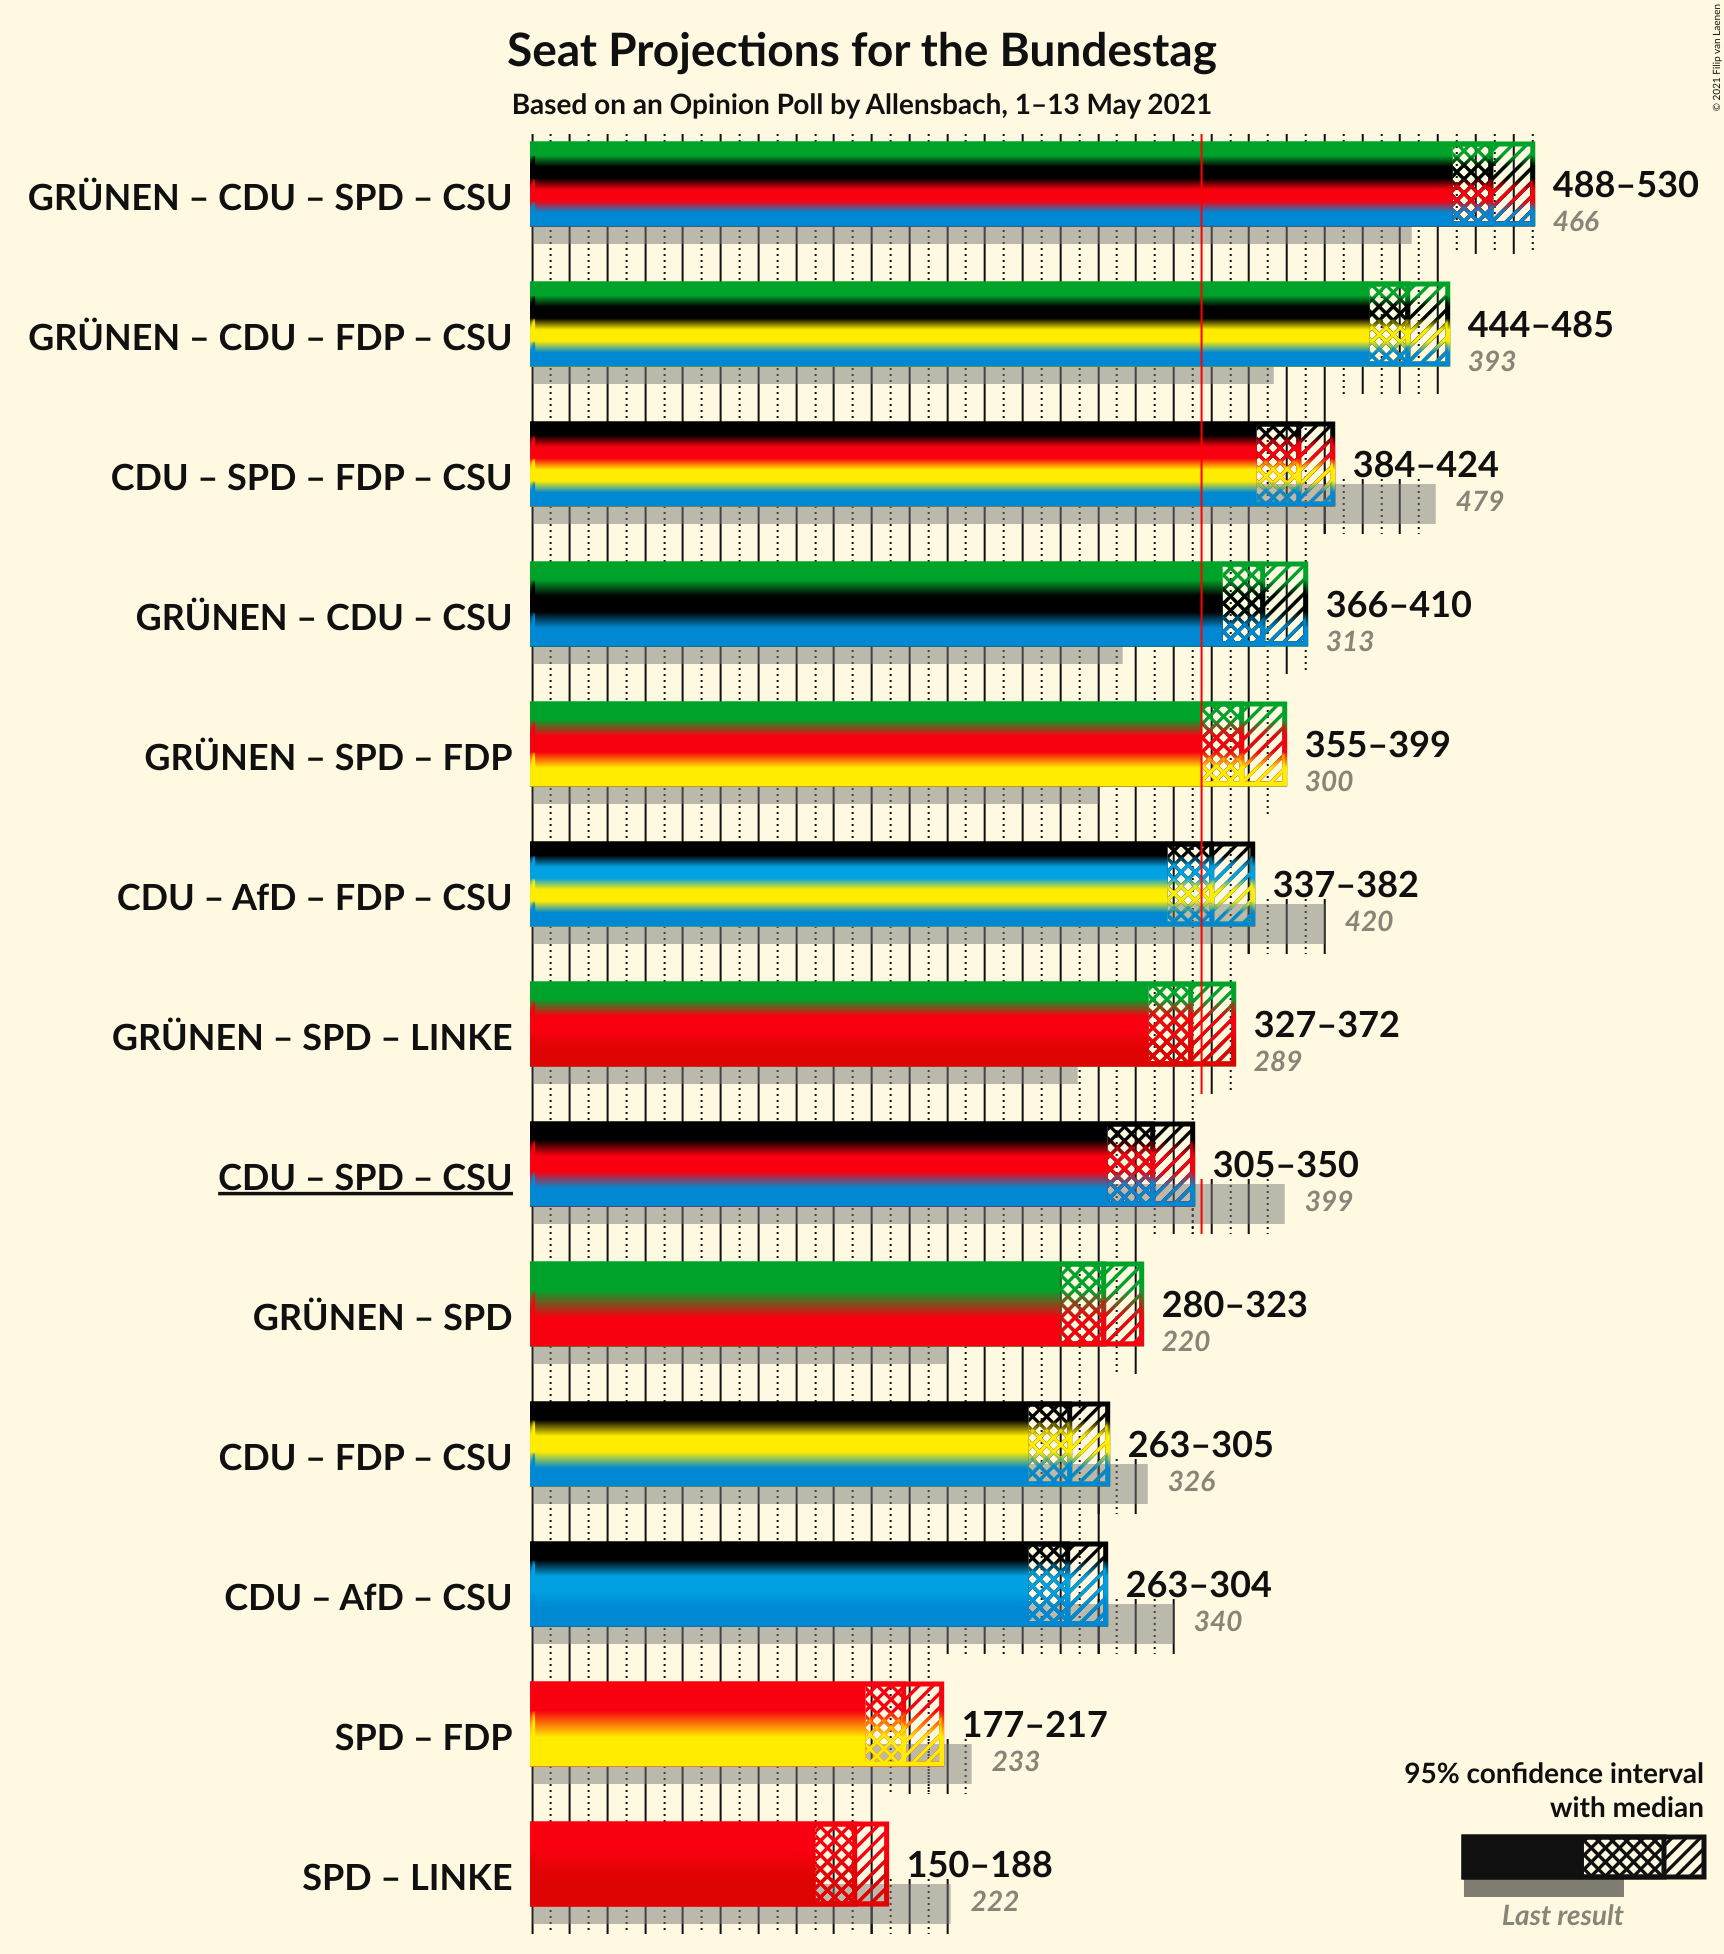 © 2021 Filip van Laenen
Seat Projections for the Bundestag
Based on an Opinion Poll by Allensbach, 1–13 May 2021
GRÜNEN – CDU – SPD – CSU
488–530
466
GRÜNEN – CDU – FDP – CSU
444–485
393
CDU – SPD – FDP – CSU
384–424
479
GRÜNEN – CDU – CSU
366–410
313
GRÜNEN – SPD – FDP
355–399
300
CDU – AfD – FDP – CSU
337–382
420
GRÜNEN – SPD – LINKE
327–372
289
CDU – SPD – CSU
305–350
399
GRÜNEN – SPD
280–323
220
CDU – FDP – CSU
263–305
326
CDU – AfD – CSU
263–304
340
SPD – FDP
177–217
233
SPD – LINKE
150–188
222
95% confidence interval
with median
Last result